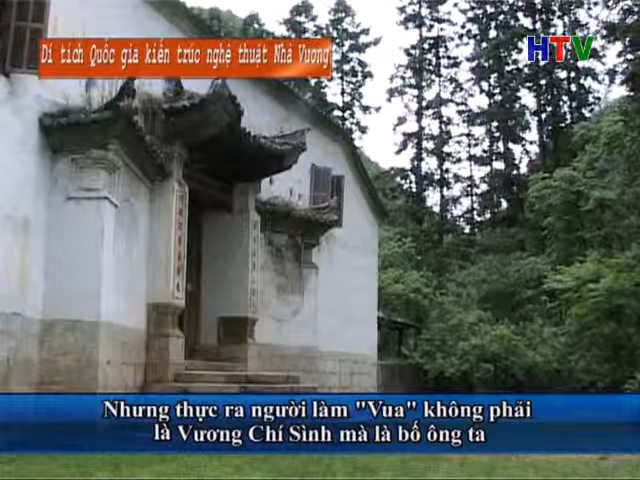 Di tích Quốc gia kiến trúc nghệ thuật Nhà Vương
HTV
Nhưng thực ra người làm "Vua" không phải
là Vương Chí Sình mà là bố ông ta